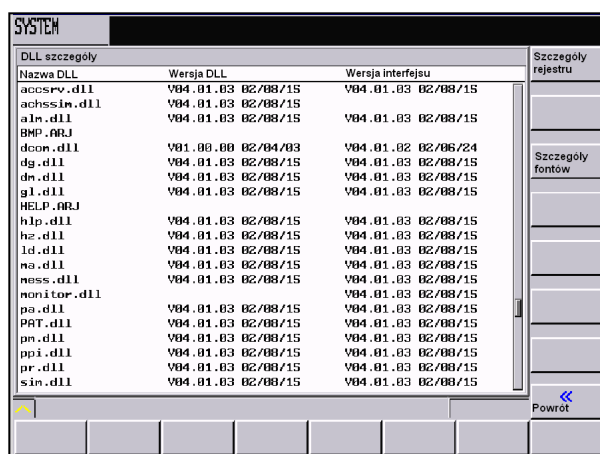 SYSTEM
DLL szczegóły
Nazwa DLL Wersja DLL Wersja interfejsu
accsrv.dll V04.01.03 02/08/15 V04.01.03 02/08/15
achssim.dll V04.01.03 02/08/15
alm.dll V04.01.03 02/08/15 V04.01.03 02/08/15
BMP.ARJ
dcom.dll V01.00.00 02/04/03 V04.01.02 02/06/24
dg.dll V04.01.03 02/08/15 V04.01.03 02/08/15
dm.dll V04.01.03 02/08/15 V04.01.03 02/08/15
gl.dll V04.01.03 02/08/15 V04.01.03 02/08/15
HELP.ARJ
hlp.dll V04.01.03 02/08/15 V04.01.03 02/08/15
hz.dll V04.01.03 02/08/15 V04.01.03 02/08/15
ld.dll V04.01.03 02/08/15 V04.01.03 02/08/15
ma.dll V04.01.03 02/08/15 V04.01.03 02/08/15
mess.dll V04.01.03 02/08/15 V04.01.03 02/08/15
monitor.dll V04.01.03 02/08/15
pa.dll V04.01.03 02/08/15 V04.01.03 02/08/15
PAT.dll V04.01.03 02/08/15 V04.01.03 02/08/15
pm.dll V04.01.03 02/08/15 V04.01.03 02/08/15
ppi.dll V04.01.03 02/08/15 V04.01.03 02/08/15
pr.dll V04.01.03 02/08/15 V04.01.03 02/08/15
sim.dll V04.01.03 02/08/15 V04.01.03 02/08/15
Szczegóły
rejestru
Szczegóły
fontów
Powrót